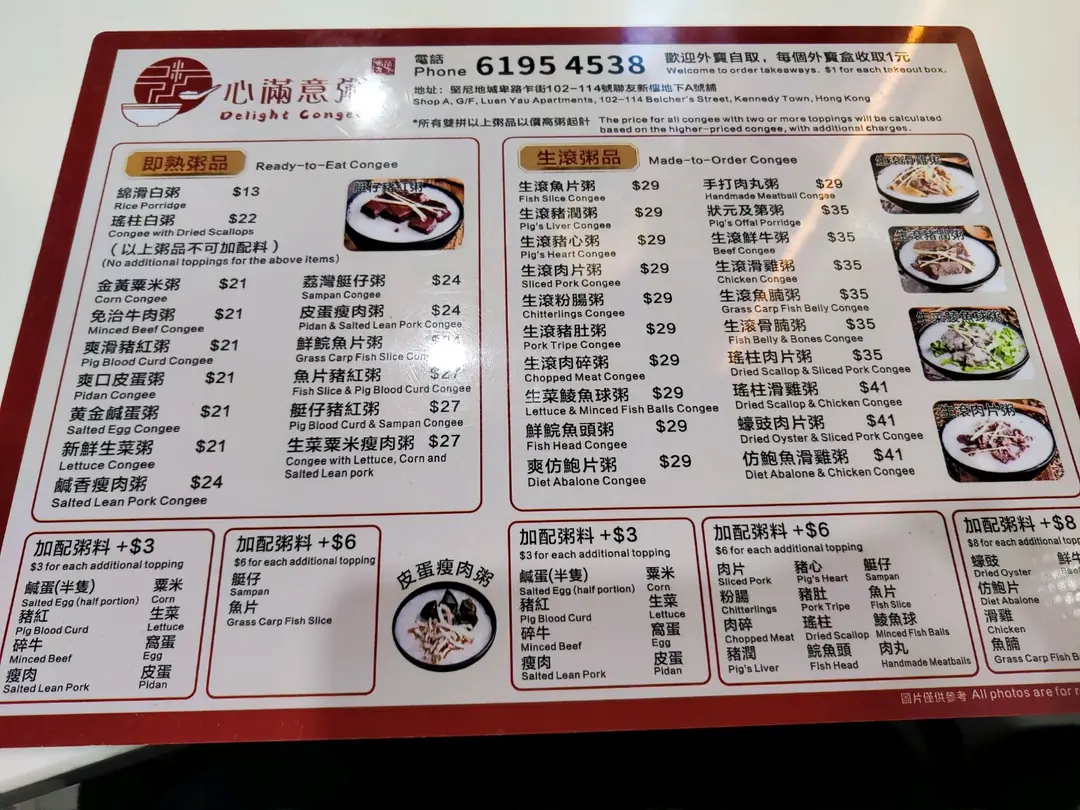 心滿意粥
Delight Congee
電話 Phone 6195 4538
歡迎外賣自取，每個外賣盒收取1元
Welcome to order takeaways. $1 for each takeout box.
地址：堅尼地城卑路乍街102-114號聯友新樓地下A號舖
Shop A, G/F, Luen Yau Apartments, 102-114 Belcher's Street, Kennedy Town, Hong Kong
*所有雙拼以上粥品以價高粥起計 The price for all congee with two or more toppings will be calculated
based on the higher-priced congee, with additional charges.
即熟粥品 Ready-to-Eat Congee
綿滑白粥 $13
Rice Porridge
瑤柱白粥 $22
Congee with Dried Scallops
（以上粥品不可加配料）
(No additional toppings for the above items)
艇仔豬紅粥
金黃粟米粥 $21
Corn Congee
免治牛肉粥 $21
Minced Beef Congee
爽滑豬紅粥 $21
Pig Blood Curd Congee
爽口皮蛋粥 $21
Pidan Congee
黃金鹹蛋粥 $21
Salted Egg Congee
新鮮生菜粥 $21
Lettuce Congee
鹹香瘦肉粥 $24
Salted Lean Pork Congee
荔灣艇仔粥 $24
Sampan Congee
皮蛋瘦肉粥 $24
Pidan & Salted Lean Pork Congee
鮮鯇魚片粥
Grass Carp Fish Slice
魚片豬紅粥 $27
Fish Slice & Pig Blood Curd Congee
艇仔豬紅粥 $27
Pig Blood Curd & Sampan Congee
生菜粟米瘦肉粥 $27
Congee with Lettuce, Corn and
Salted Lean pork
生滾粥品 Made-to-Order Congee
生滾魚片粥 $29
Fish Slice Congee
生滾豬潤粥 $29
Pig's Liver Congee
生滾豬心粥 $29
Pig's Heart Congee
生滾肉片粥 $29
Sliced Pork Congee
生滾粉腸粥 $29
Chitterlings Congee
生滾豬肚粥 $29
Pork Tripe Congee
生滾肉碎粥 $29
Chopped Meat Congee
生菜鯪魚球粥 $29
Lettuce & Minced Fish Balls Congee
鮮鯇魚頭粥 $29
Fish Head Congee
爽仿鮑片粥 $29
Diet Abalone Congee
手打肉丸粥 $29
Handmade Meatball Congee
狀元及第粥 $35
Pig's Offal Porridge
生滾鮮牛粥 $35
Beef Congee
生滾滑雞粥 $35
Chicken Congee
生滾魚腩粥 $35
Grass Carp Fish Belly Congee
生滾骨腩粥 $35
Fish Belly & Bones Congee
瑤柱肉片粥 $35
Dried Scallop & Sliced Pork Congee
瑤柱滑雞粥 $41
Dried Scallop & Chicken Congee
蠔豉肉片粥 $41
Dried Oyster & Sliced Pork Congee
仿鮑魚滑雞粥 $41
Diet Abalone & Chicken Congee
生滾滑雞粥
生滾豬潤粥
生菜鯪魚球粥
生滾肉片粥
加配粥料 +$3
$3 for each additional topping
鹹蛋(半隻) 粟米
Salted Egg (half portion) Corn
豬紅 生菜
Pig Blood Curd Lettuce
碎牛 窩蛋
Minced Beef Egg
瘦肉 皮蛋
Salted Lean Pork Pidan
加配粥料 +$6
$6 for each additional topping
艇仔
Sampan
魚片
Grass Carp Fish Slice
皮蛋瘦肉粥
加配粥料 +$3
$3 for each additional topping
鹹蛋(半隻) 粟米
Salted Egg (half portion) Corn
豬紅 生菜
Pig Blood Curd Lettuce
碎牛 窩蛋
Minced Beef Egg
瘦肉 皮蛋
Salted Lean Pork Pidan
加配粥料 +$6
$6 for each additional topping
肉片 豬心 艇仔
Sliced Pork Pig's Heart Sampan
粉腸 豬肚 魚片
Chitterlings Pork Tripe Fish Slice
肉碎 瑤柱 鯪魚球
Chopped Meat Dried Scallop Minced Fish Balls
豬潤 鯇魚頭 肉丸
Pig's Liver Fish Head Handmade Meatballs
加配粥料 +$8
$8 for each additional
蠔豉 鮮牛
Dried Oyster
仿鮑片
Diet Abalone
滑雞
Chicken
魚腩
Grass Carp Fish
圖片僅供參考 All photos are for